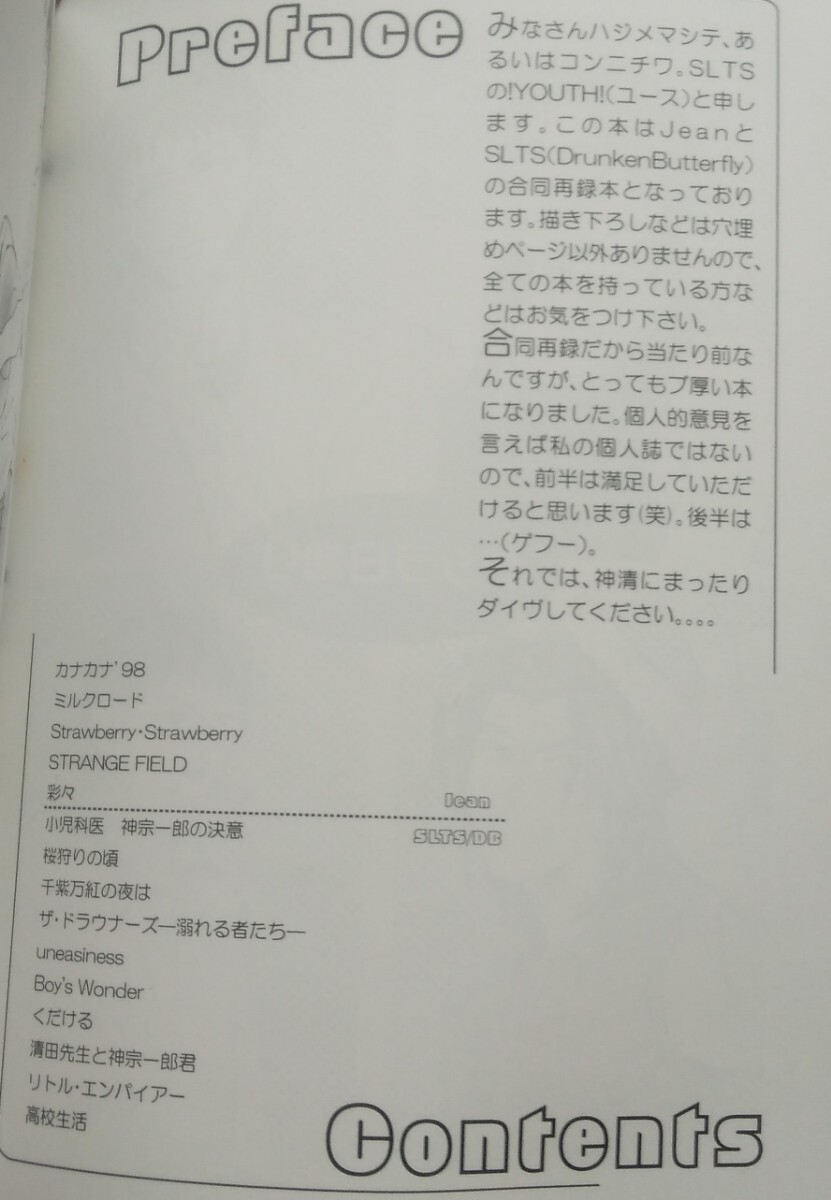 Preface
みなさんハジメマシテ、あ
るいはコンニチワ。SLTS
の!YOUTH!(ユース)と申し
ます。この本はJeanと
SLTS(DrunkenButterfly)
の合同再録本となっており
ます。描き下ろしなどは穴埋
めページ以外ありませんので、
全ての本を持っている方な
どはお気をつけ下さい。
合同再録だから当たり前な
んですが、とってもブ厚い本
になりました。個人的意見を
言えば私の個人誌ではない
ので、前半は満足していただ
けると思います(笑)。後半は
…(ゲフー)。
それでは、神清にまったり
ダイヴしてください。。。。
カナカナ'98
ミルクロード
Strawberry・Strawberry
STRANGE FIELD
彩々
Jean
SLTS/DB
小児科医 神宗一郎の決意
桜狩りの頃
千紫万紅の夜は
ザ・ドラウナーズ―溺れる者たち―
uneasiness
Boy's Wonder
くだける
清田先生と神宗一郎君
リトル・エンパイアー
高校生活
Contents